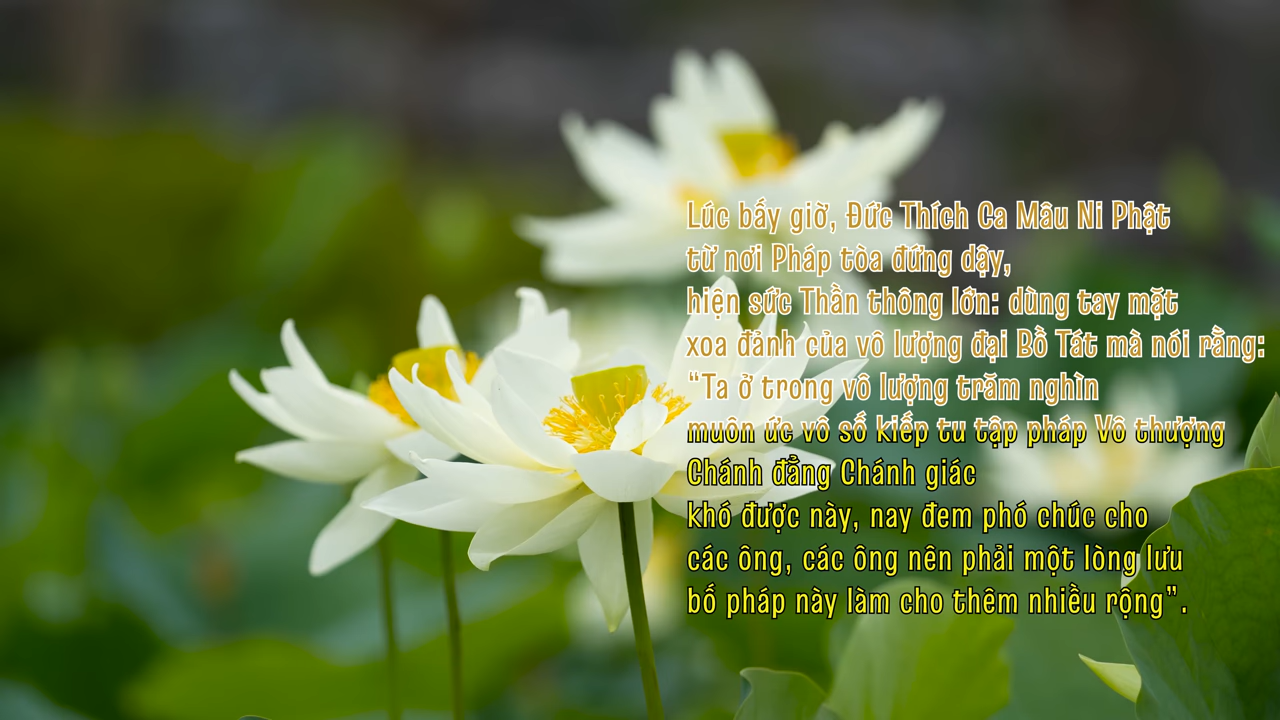 Lúc bấy giờ, Đức Thích Ca Mâu Ni Phật
từ nơi Pháp tòa đứng dậy,
hiện sức Thần thông lớn: dùng tay mặt
xoa đảnh của vô lượng đại Bồ Tát mà nói rằng:
“Ta ở trong vô lượng trăm nghìn
muôn ức vô số kiếp tu tập pháp Vô thượng
Chánh đẳng Chánh giác
khó được này, nay đem phó chúc cho
các ông, các ông nên phải một lòng lưu
bố pháp này làm cho thêm nhiều rộng”.